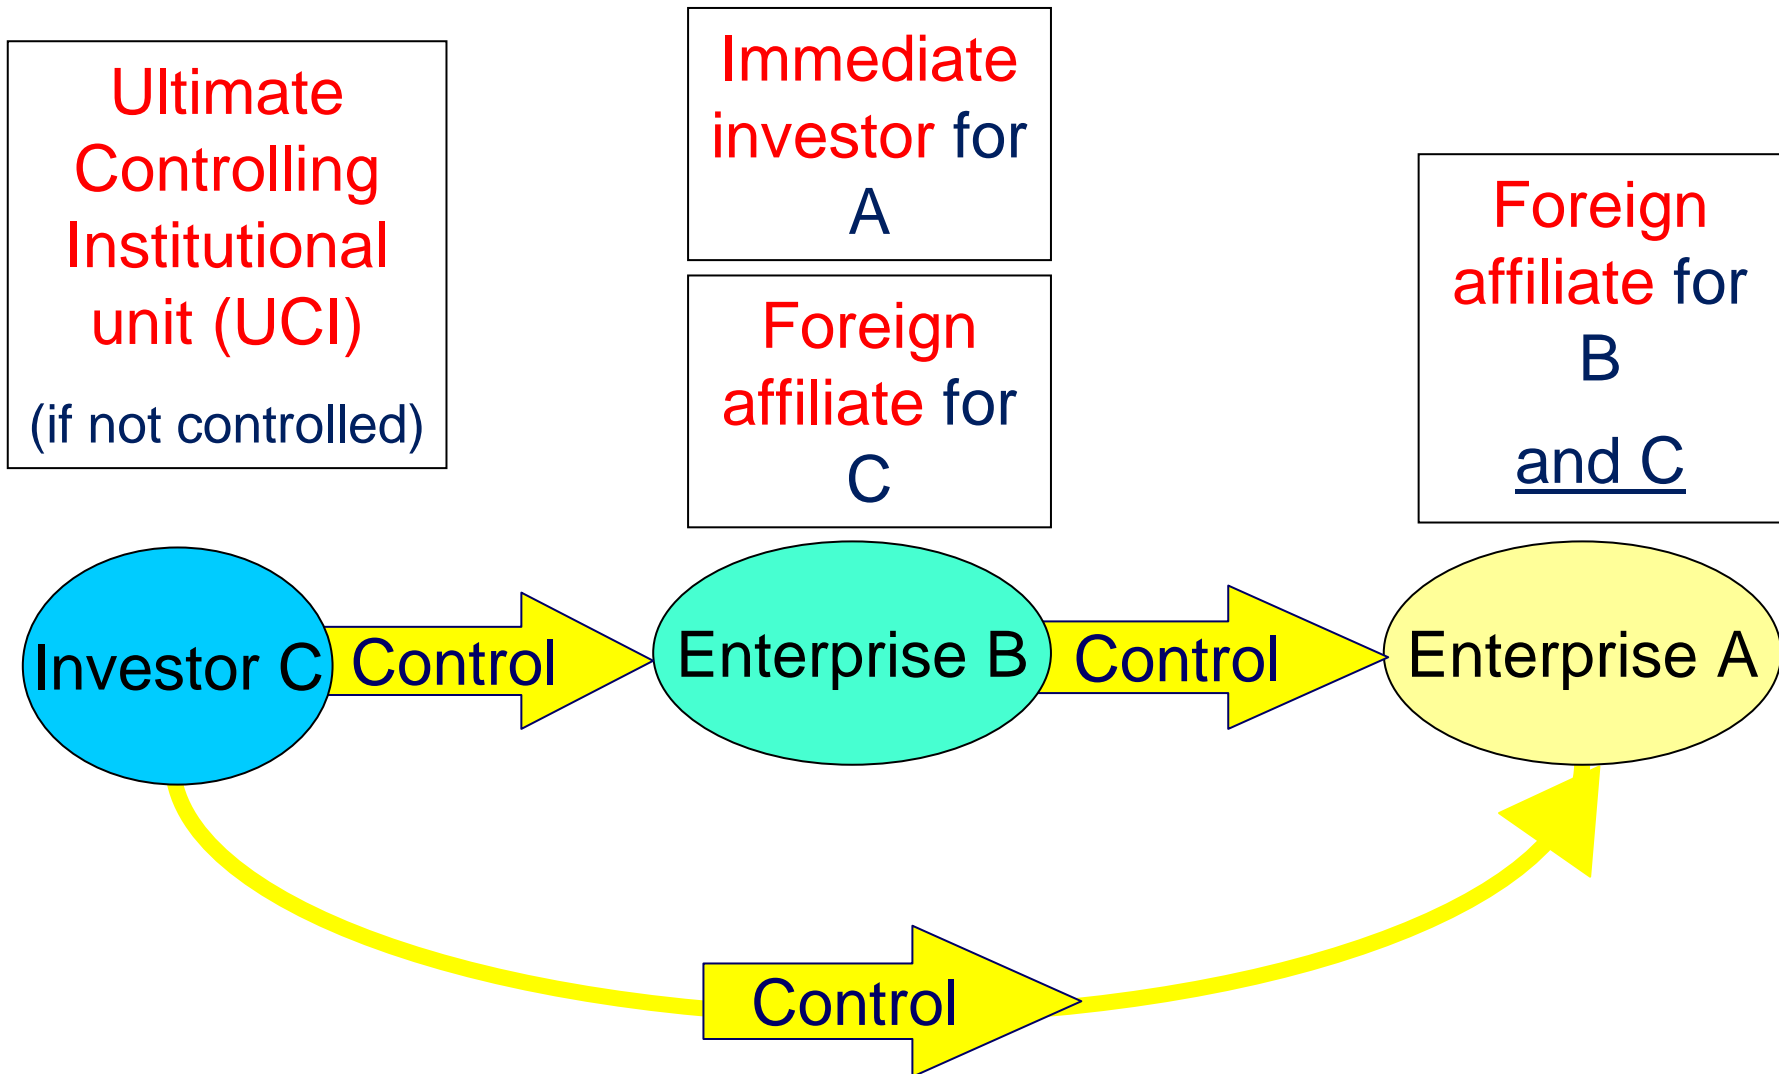 Ultimate
Controlling
Institutional
unit (UCI)
(if not controlled)
Immediate
investor for
A
Foreign
affiliate for
C
Foreign
affiliate for
B
and C
Investor C
Control
Enterprise B
Control
Enterprise A
Control